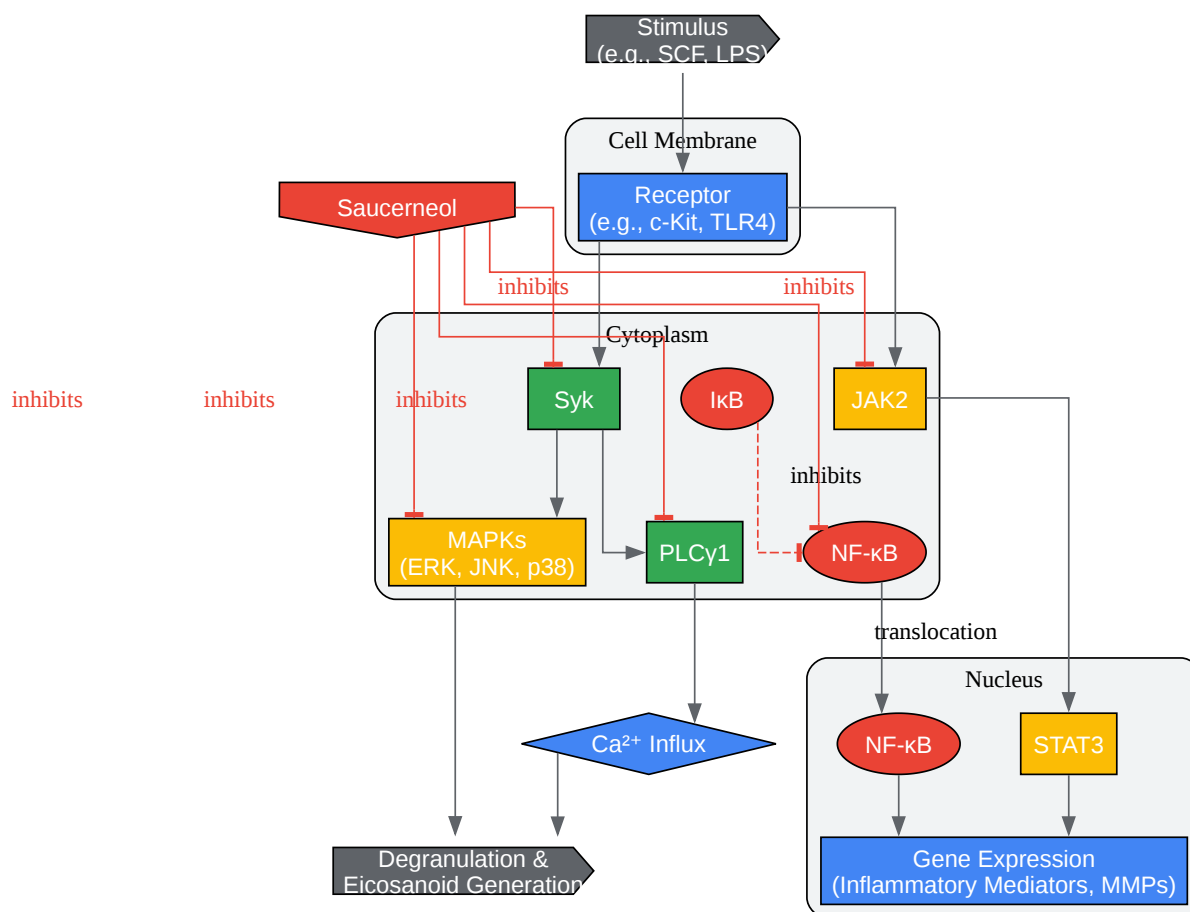 Stimulus
(e.g., SCF, LPS)
Cell Membrane
Receptor
(e.g., c-Kit, TLR4)
Saucerneol
inhibits
inhibits
Cytoplasm
inhibits
inhibits
inhibits
Syk
IκB
JAK2
inhibits
MAPKs
(ERK, JNK, p38)
PLCγ1
NF-κB
translocation
Nucleus
Ca²⁺ Influx
NF-κB
STAT3
Degranulation &
Eicosanoid Generation
Gene Expression
(Inflammatory Mediators, MMPs)